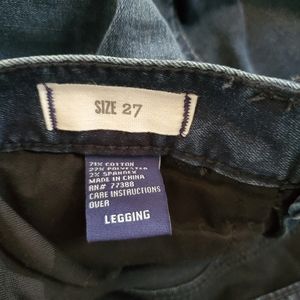 SIZE 27
71% COTTON
27% POLYESTER
2% SPANDEX
MADE IN CHINA
RN# 77388
CARE INSTRUCTIONS
OVER
LEGGING